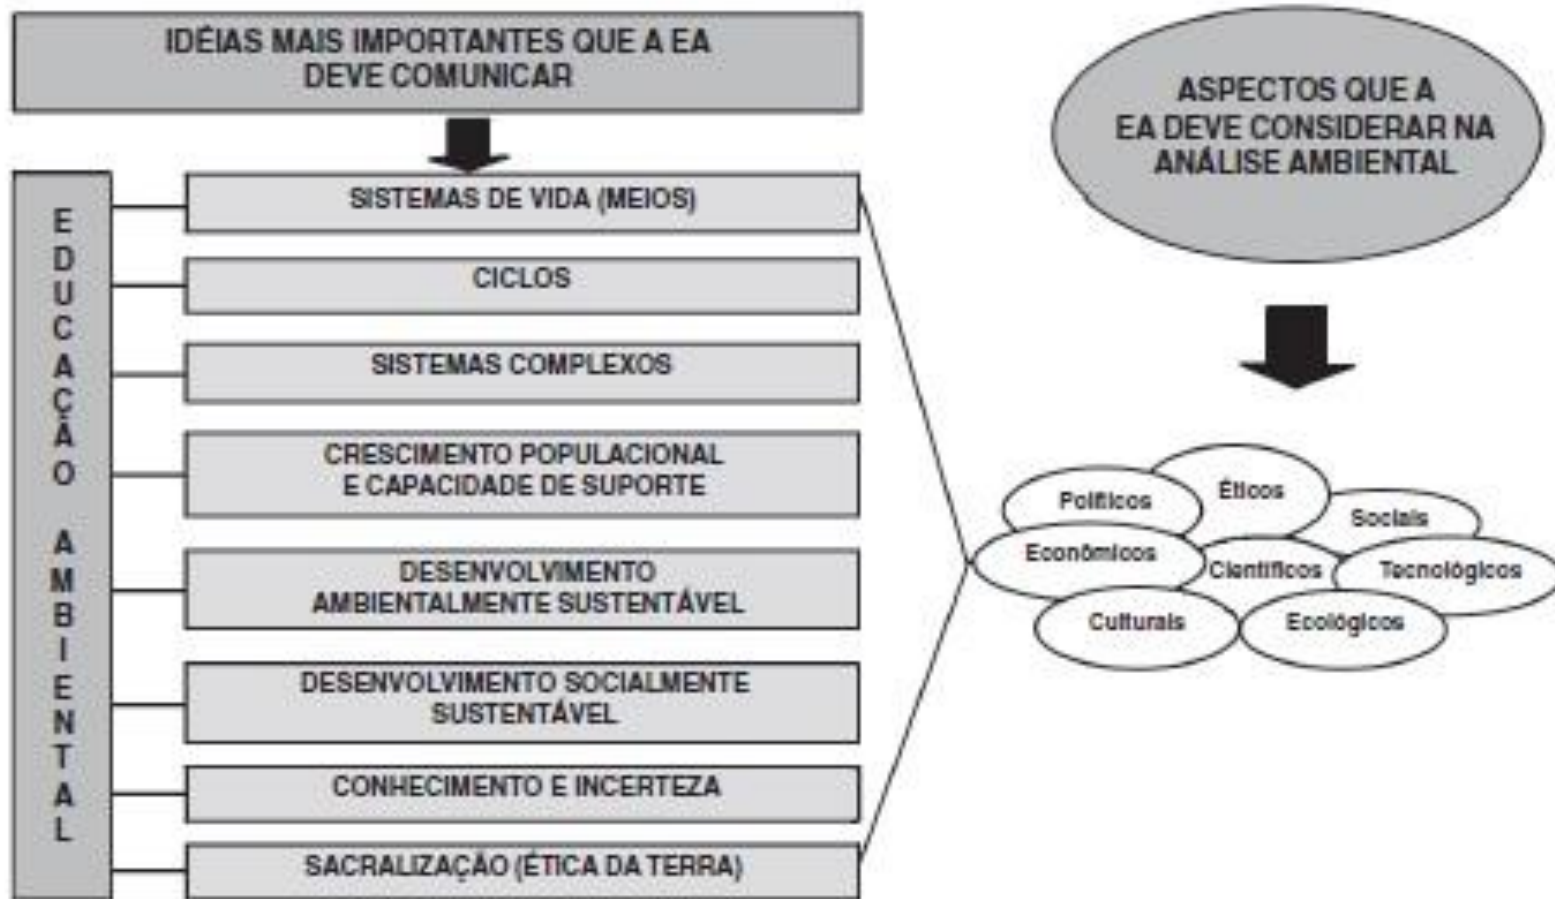 IDÉIAS MAIS IMPORTANTES QUE A EA
DEVE COMUNICAR
EDUCAÇÃO AMBIENTAL
SISTEMAS DE VIDA (MEIOS)
CICLOS
SISTEMAS COMPLEXOS
CRESCIMENTO POPULACIONAL
E CAPACIDADE DE SUPORTE
DESENVOLVIMENTO
AMBIENTALMENTE SUSTENTÁVEL
DESENVOLVIMENTO SOCIALMENTE
SUSTENTÁVEL
CONHECIMENTO E INCERTEZA
SACRALIZAÇÃO (ÉTICA DA TERRA)
ASPECTOS QUE A
EA DEVE CONSIDERAR NA
ANÁLISE AMBIENTAL
Políticos
Éticos
Sociais
Econômicos
Científicos
Tecnológicos
Culturais
Ecológicos